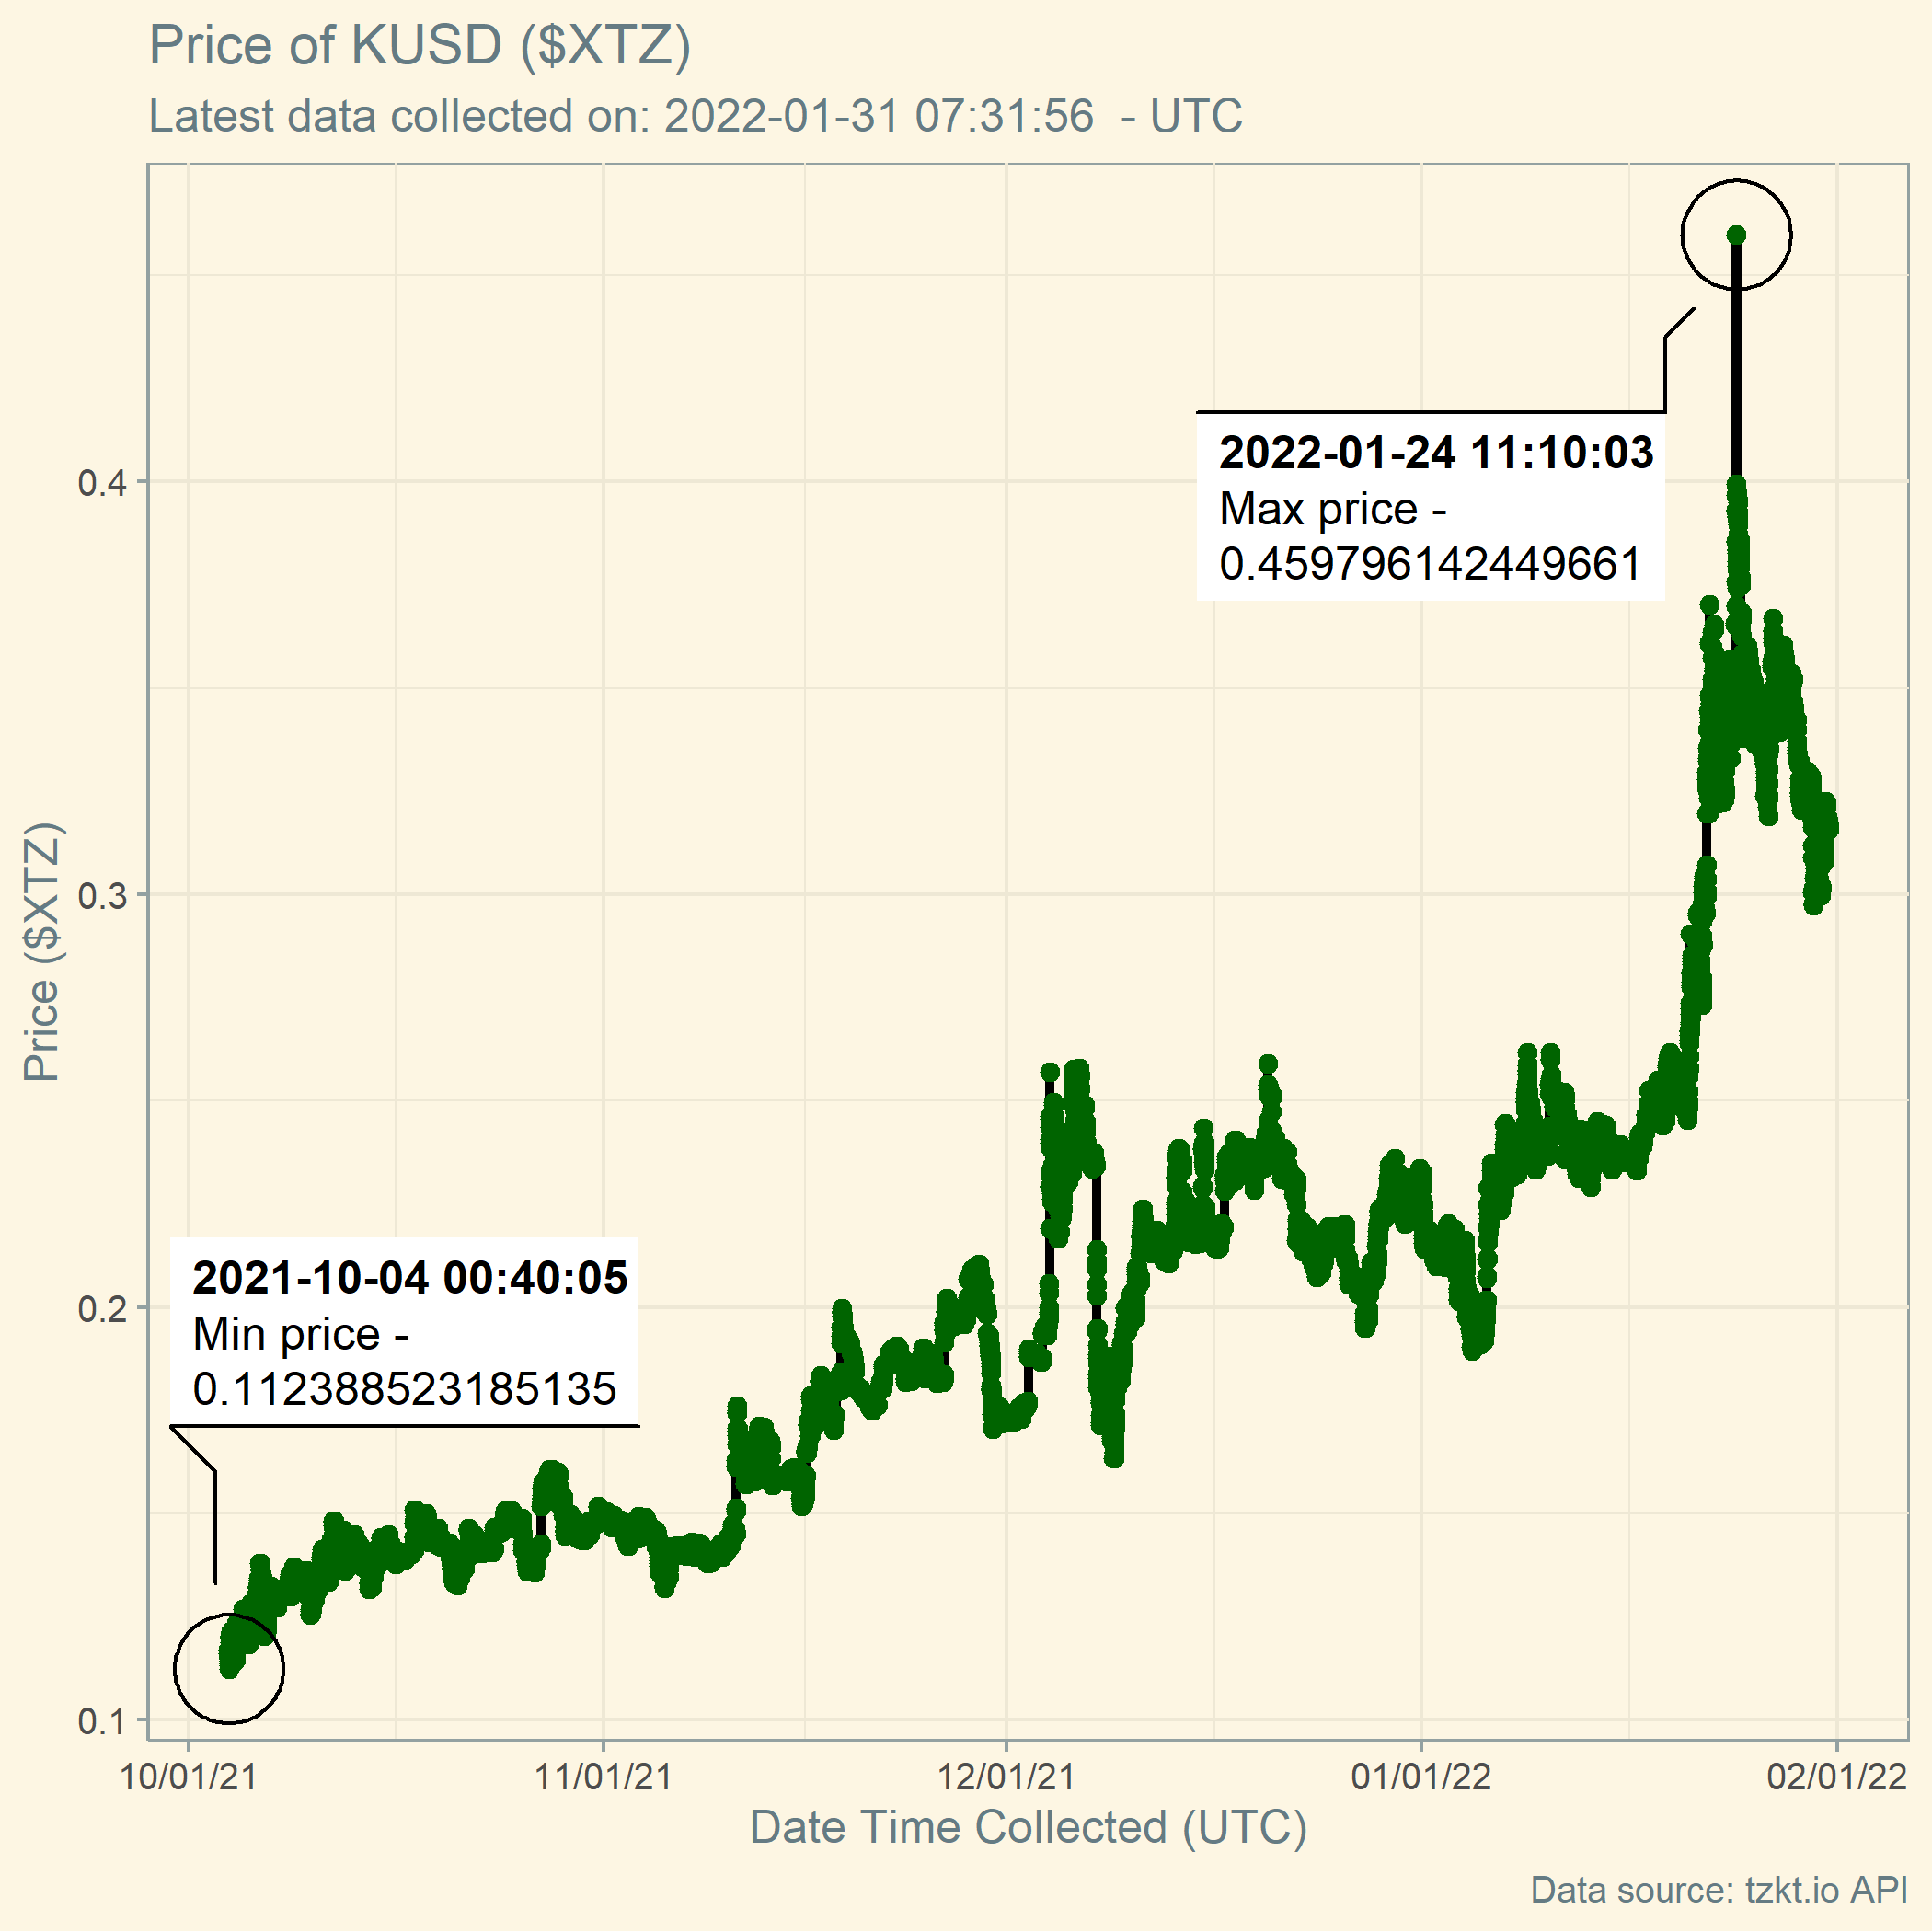 Price of KUSD ($XTZ)
Latest data collected on: 2022-01-31 07:31:56  - UTC
2022-01-24 11:10:03
Max price -
0.459796142449661
2021-10-04 00:40:05
Min price -
0.112388523185135
Price ($XTZ)
0.4
0.3
0.2
0.1
10/01/21 11/01/21 12/01/21 01/01/22 02/01/22
Date Time Collected (UTC)
Data source: tzkt.io API